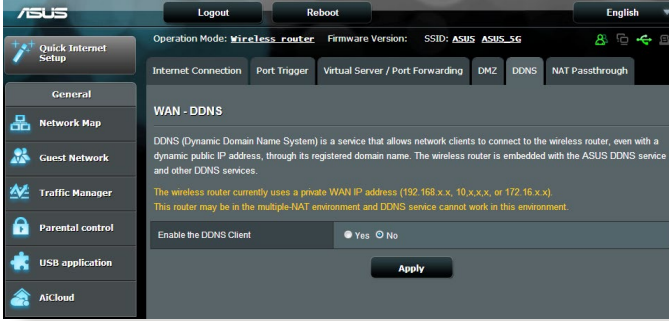 ASUS
Logout
Reboot
English
Quick Internet
Setup
Operation Mode: Wireless router Firmware Version: SSID: ASUS ASUS_5G
Internet Connection
Port Trigger
Virtual Server / Port Forwarding
DMZ
DDNS
NAT Passthrough
General
Network Map
Guest Network
Traffic Manager
Parental control
USB application
AiCloud
WAN - DDNS
DDNS (Dynamic Domain Name System) is a service that allows network clients to connect to the wireless router, even with a
dynamic public IP address, through its registered domain name. The wireless router is embedded with the ASUS DDNS service
and other DDNS services.
The wireless router currently uses a private WAN IP address (192.168.x.x, 10,x,x,x, or 172.16.x.x).
This router may be in the multiple-NAT environment and DDNS service cannot work in this environment.
Enable the DDNS Client
Yes No
Apply